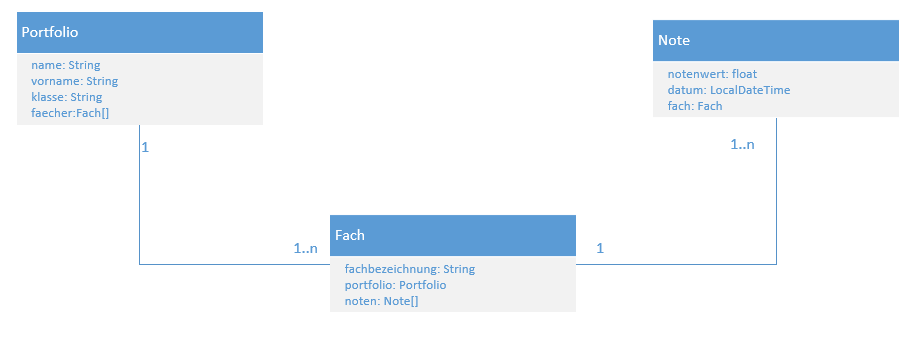 Portfolio
name: String
vorname: String
klasse: String
faecher:Fach[]
1
Note
notenwert: float
datum: LocalDateTime
fach: Fach
1..n
1..n
Fach
1
fachbezeichnung: String
portfolio: Portfolio
noten: Note[]